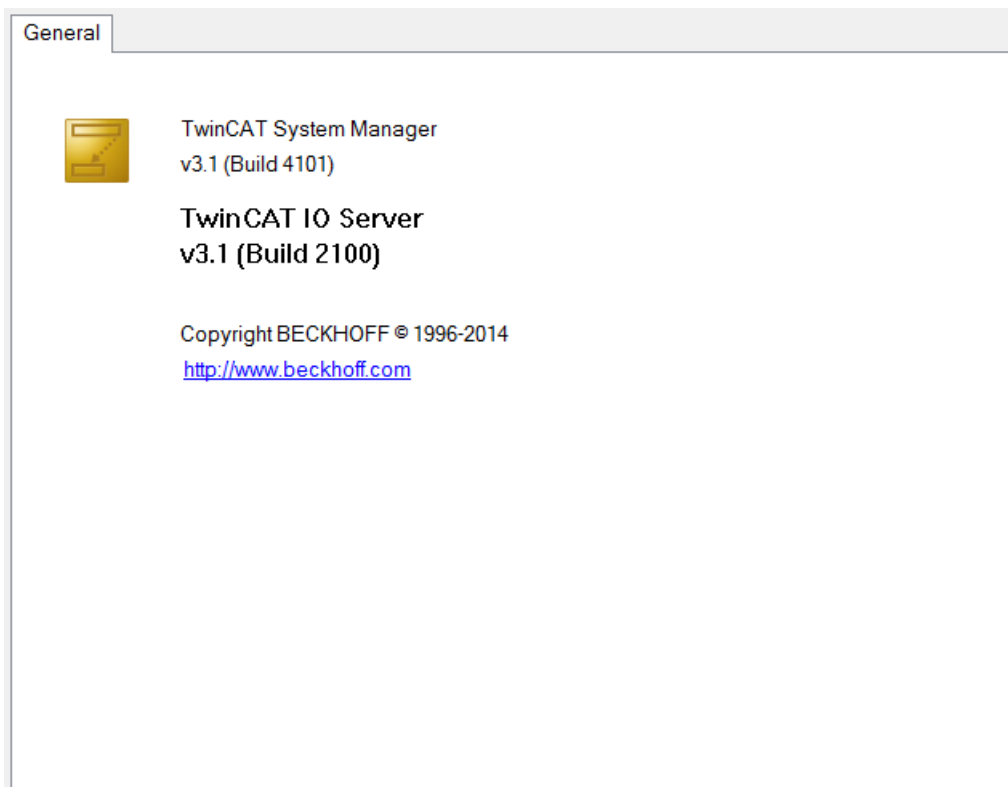 General
TwinCAT System Manager
v3.1 (Build 4101)
TwinCAT IO Server
v3.1 (Build 2100)
Copyright BECKHOFF © 1996-2014
http://www.beckhoff.com